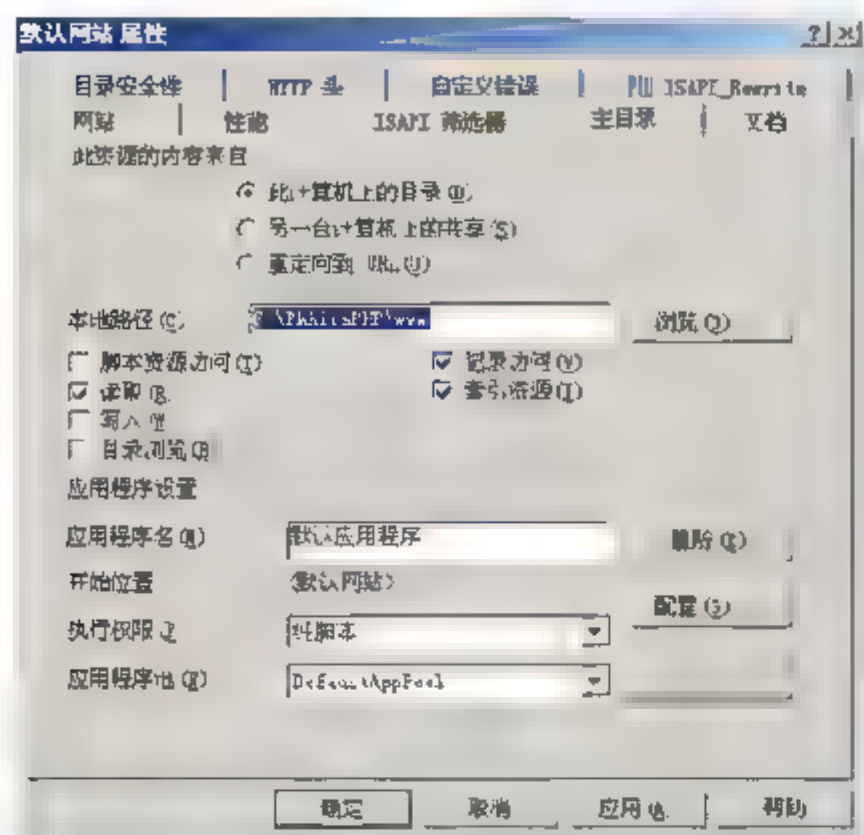 默认网站 属性
目录安全性 HTTP 头 自定义错误 ISAPI_Rewrite
网站 性能 ISAPI 筛选器 主目录 文档
此资源的内容来自
此计算机上的目录(D)
另一台计算机上的共享(S)
重定向到 URL(U)
本地路径(C) \PHP\www 浏览(O)
脚本资源访问(T) 记录访问(V)
读取(R) 索引资源(I)
写入(W)
目录浏览(B)
应用程序设置
应用程序名(M) 默认应用程序 删除(E)
开始位置 <默认网站>
配置(G)
执行权限(P) 纯脚本
应用程序池(N) DefaultAppPool
确定 取消 应用(A) 帮助